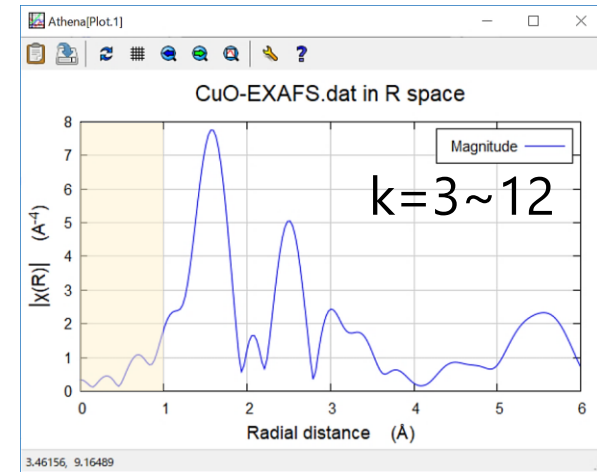 Athena[Plot.1]
CuO-EXAFS.dat in R space
Magnitude
k=3~12
|χ(R)| (Å-4)
8
7
6
5
4
3
2
1
0
0 1 2 3 4 5 6
Radial distance (Å)
3.46156, 9.16489